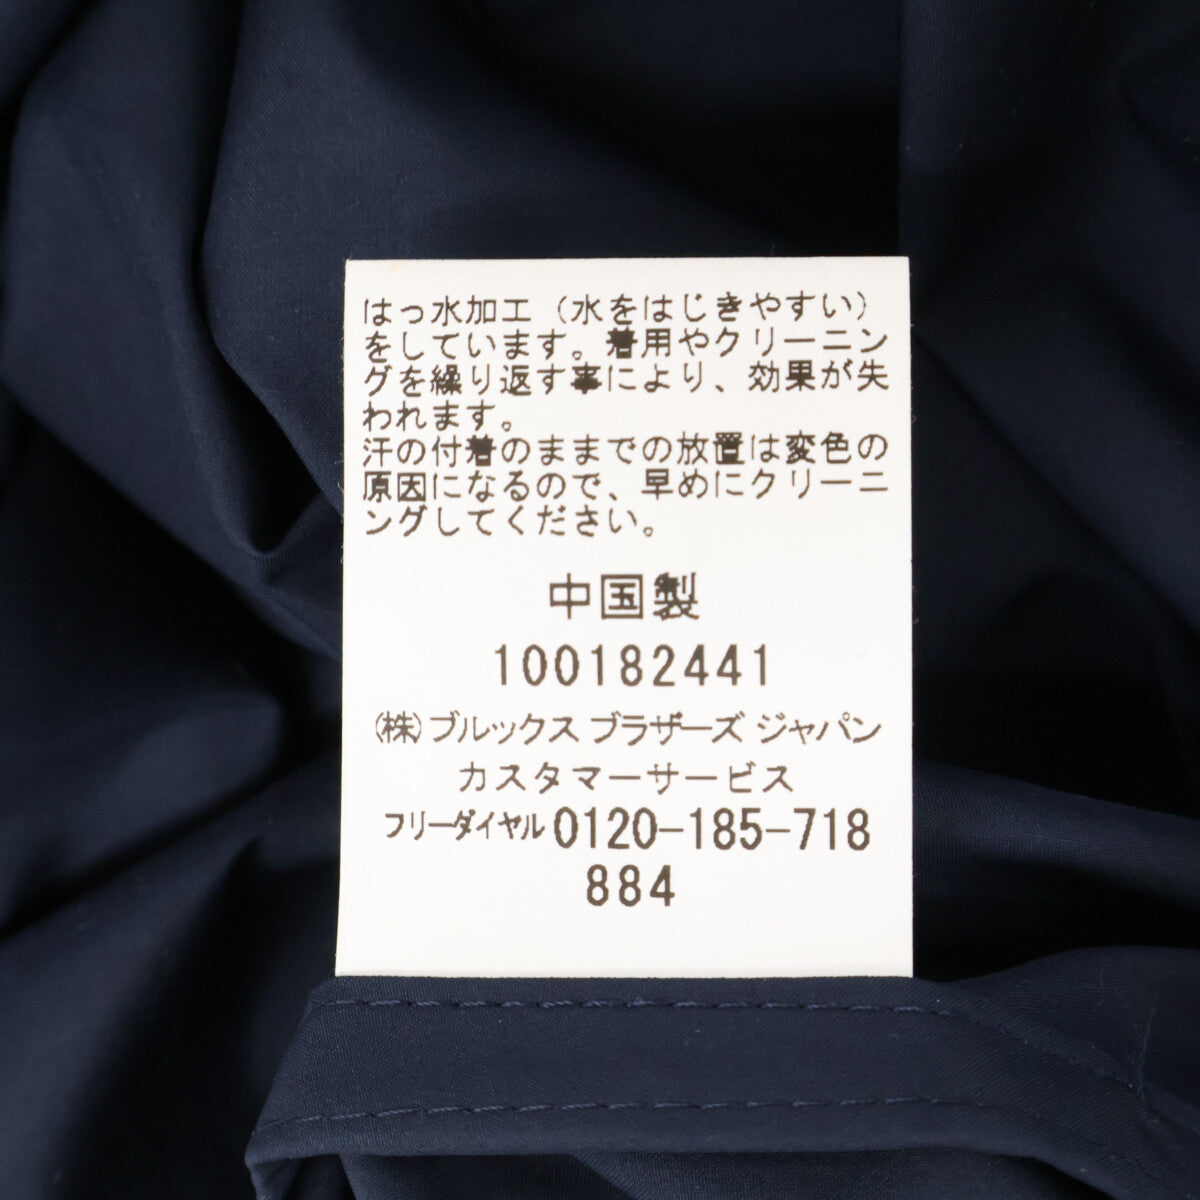 はっ水加工（水をはじきやすい）
をしています。着用やクリーニン
グを繰り返す事により、効果が失
われます。
汗の付着のままでの放置は変色の
原因になるので、早めにクリーニ
ングしてください。
中国製
100182441
(株)ブルックス ブラザーズ ジャパン
カスタマーサービス
フリーダイヤル 0120-185-718
884